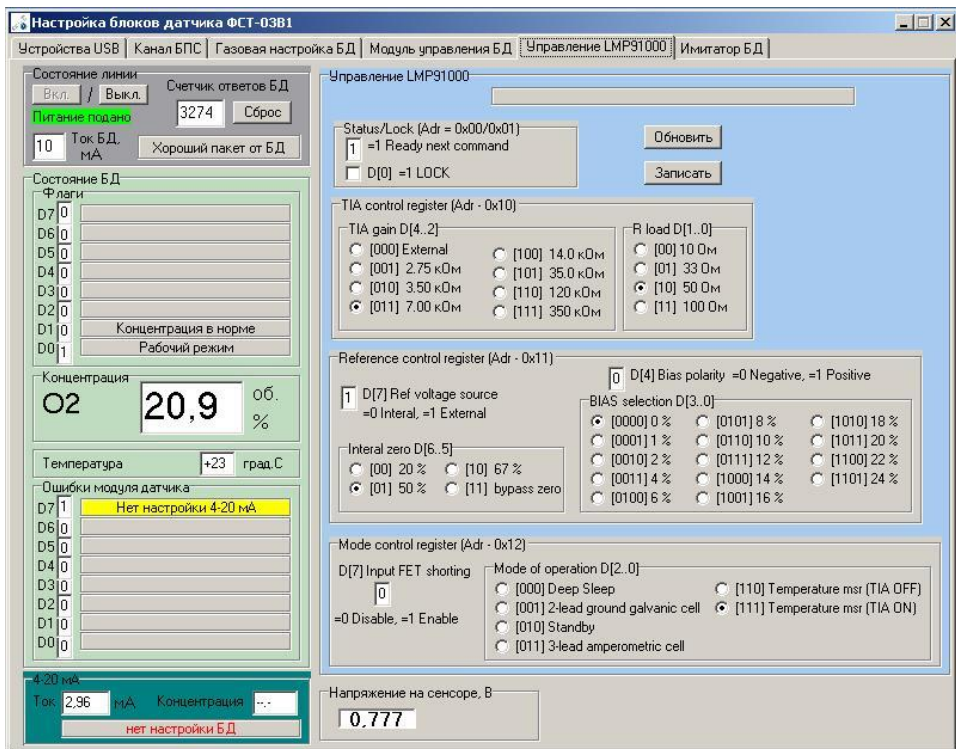 Настройка блоков датчика ФСТ-03В1
Устройства USB Канал БПС Газовая настройка БД Модуль управления БД Управление LMP91000 Имитатор БД
Состояние линии
Вкл. / Выкл.
Счетчик ответов БД
3274 Сброс
Питание подано
10 Ток БД, мА
Хороший пакет от БД
Состояние БД
Флаги
D7 0
D6 0
D5 0
D4 0
D3 0
D2 0
D1 0 Концентрация в норме
D0 1 Рабочий режим
Концентрация
O2 20,9 об. %
Температура +23 град.С
Ошибки модуля датчика
D7 1 Нет настройки 4-20 мА
D6 0
D5 0
D4 0
D3 0
D2 0
D1 0
D0 0
4-20 мА
Ток 2,96 мА Концентрация --.-
нет настройки БД
Управление LMP91000
Status/Lock (Adr = 0x00/0x01)
1 =1 Ready next command
D[0] =1 LOCK
Обновить
Записать
TIA control register (Adr - 0x10)
TIA gain D[4..2]
[000] External
[001] 2.75 кОм
[010] 3.50 кОм
[011] 7.00 кОм
[100] 14.0 кОм
[101] 35.0 кОм
[110] 120 кОм
[111] 350 кОм
R load D[1..0]
[00] 10 Ом
[01] 33 Ом
[10] 50 Ом
[11] 100 Ом
Reference control register (Adr - 0x11)
1 D[7] Ref voltage source
=0 Interal, =1 External
0 D[4] Bias polarity =0 Negative, =1 Positive
Interal zero D[6..5]
[00] 20 % [10] 67 %
[01] 50 % [11] bypass zero
BIAS selection D[3..0]
[0000] 0 % [0101] 8 % [1010] 18 %
[0001] 1 % [0110] 10 % [1011] 20 %
[0010] 2 % [0111] 12 % [1100] 22 %
[0011] 4 % [1000] 14 % [1101] 24 %
[0100] 6 % [1001] 16 %
Mode control register (Adr - 0x12)
D[7] Input FET shorting
0
=0 Disable, =1 Enable
Mode of operation D[2..0]
[000] Deep Sleep
[001] 2-lead ground galvanic cell
[010] Standby
[011] 3-lead amperometric cell
[110] Temperature msr (TIA OFF)
[111] Temperature msr (TIA ON)
Напряжение на сенсоре, В
0,777